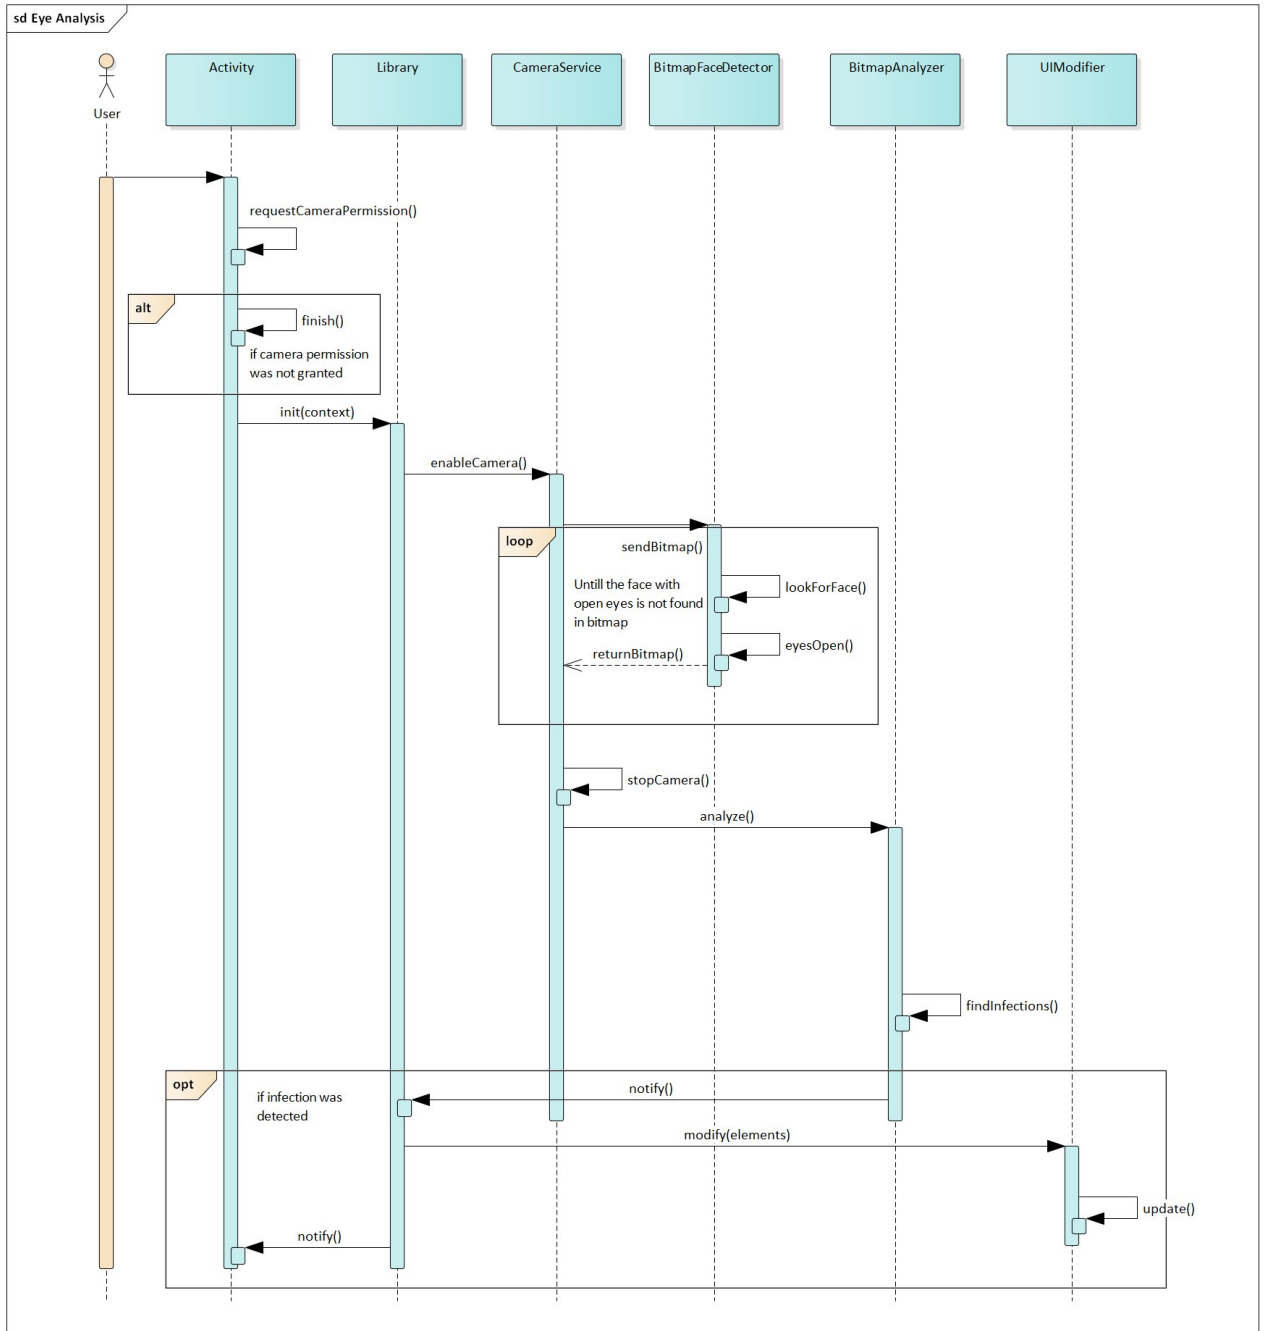 sd Eye Analysis
User
Activity
Library
CameraService
BitmapFaceDetector
BitmapAnalyzer
UIModifier
requestCameraPermission()
alt
finish()
if camera permission
was not granted
init(context)
enableCamera()
loop
sendBitmap()
Untill the face with
open eyes is not found
in bitmap
lookForFace()
eyesOpen()
returnBitmap()
stopCamera()
analyze()
findInfections()
opt
if infection was
detected
notify()
modify(elements)
update()
notify()